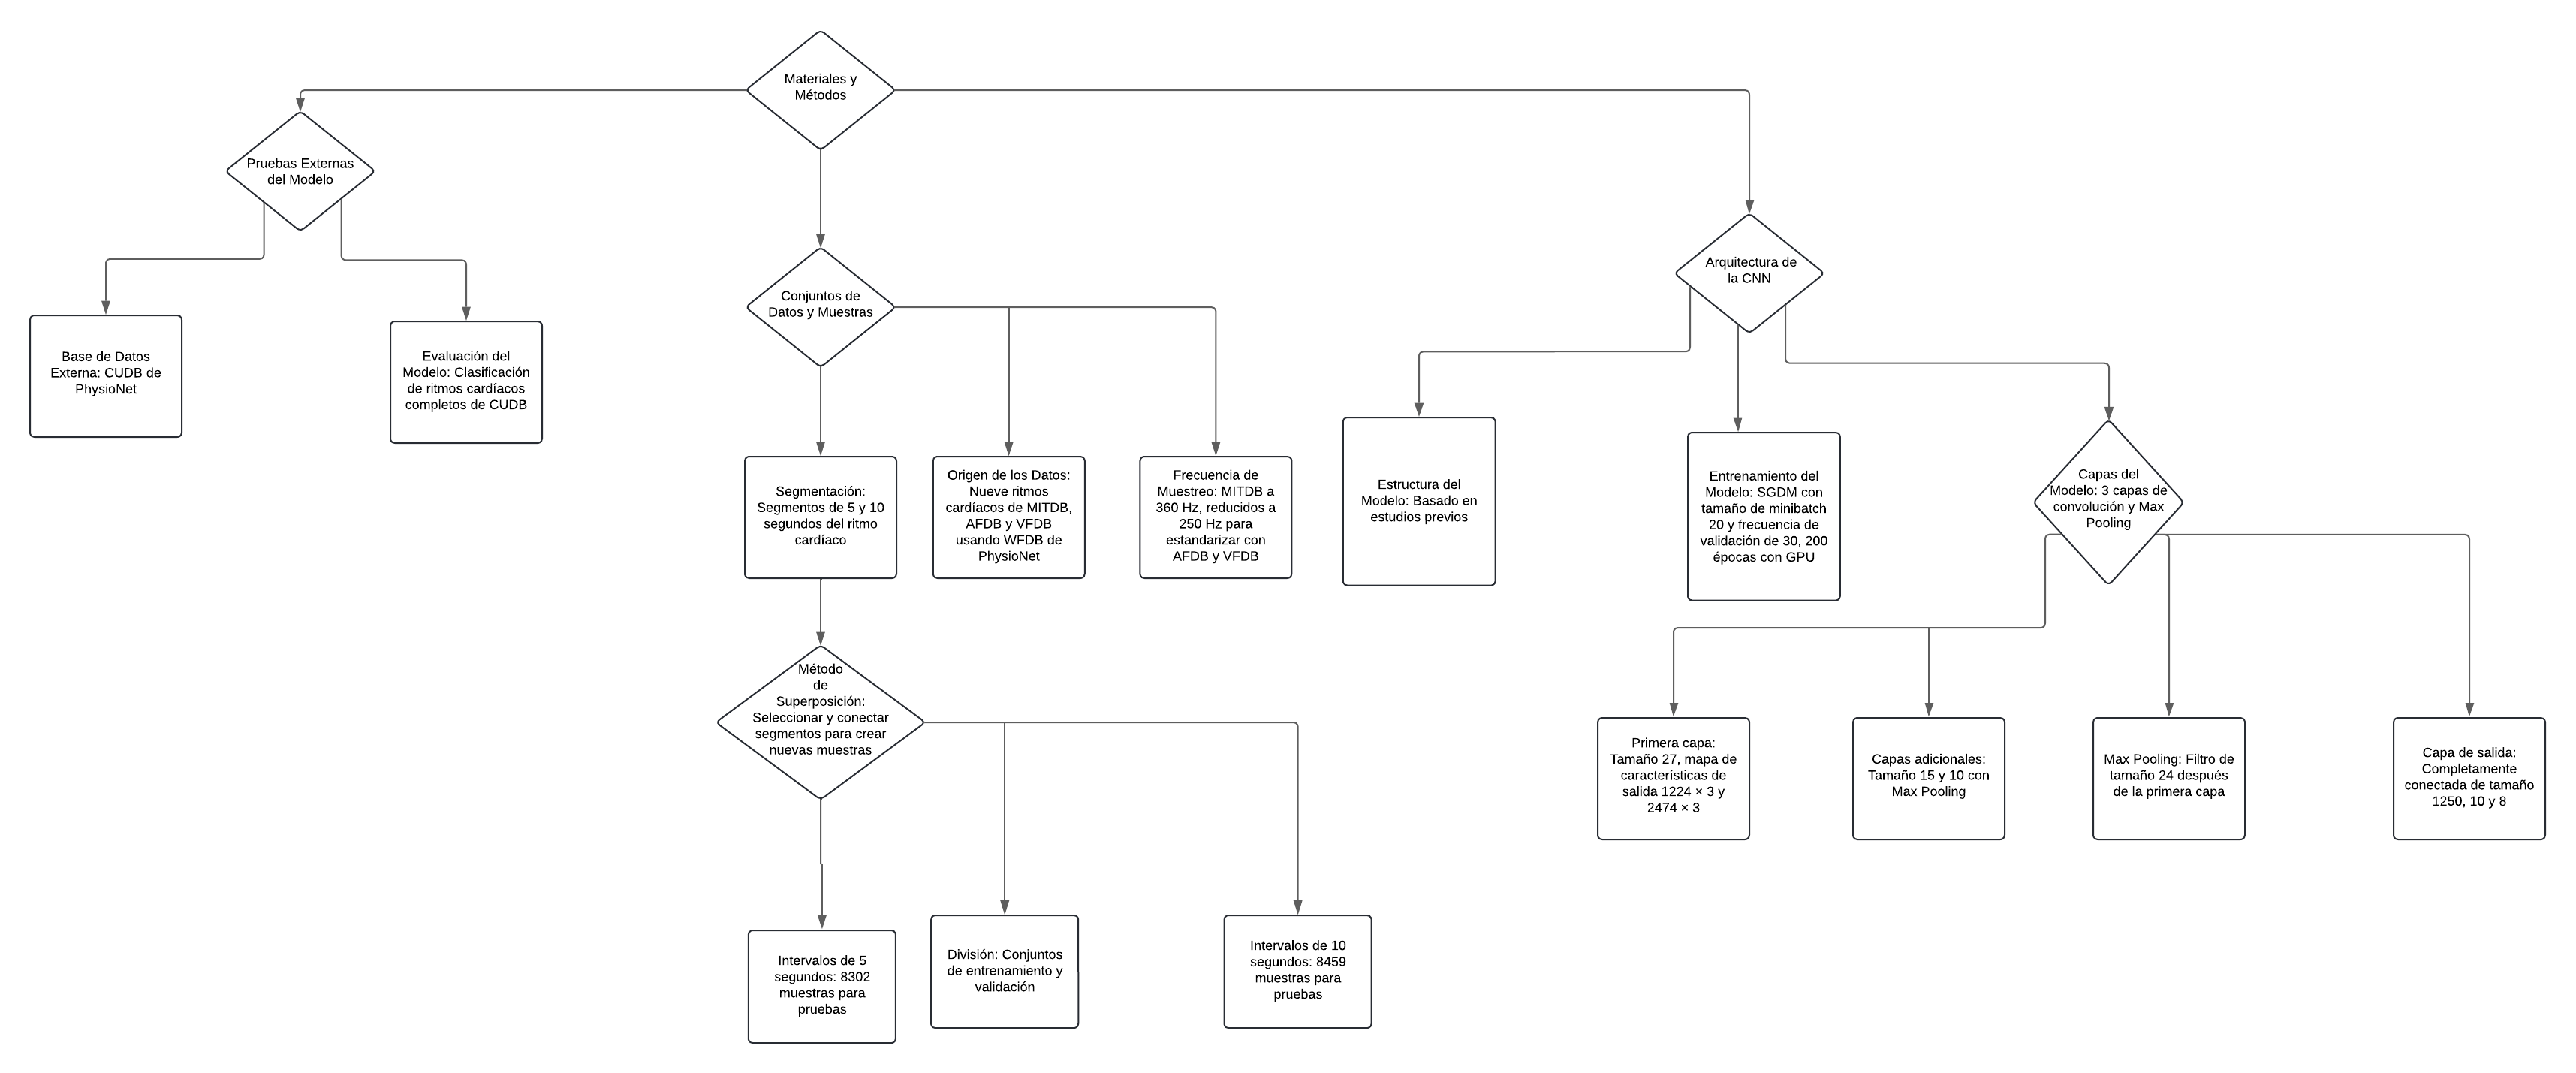 Materiales y
Métodos
Pruebas Externas
del Modelo
Base de Datos
Externa: CUDB de
PhysioNet
Evaluación del
Modelo: Clasificación
de ritmos cardíacos
completos de CUDB
Conjuntos de
Datos y Muestras
Segmentación:
Segmentos de 5 y 10
segundos del ritmo
cardíaco
Origen de los Datos:
Nueve ritmos
cardíacos de MITDB,
AFDB y VFDB
usando WFDB de
PhysioNet
Frecuencia de
Muestreo: MITDB a
360 Hz, reducidos a
250 Hz para
estandarizar con
AFDB y VFDB
Método
de
Superposición:
Seleccionar y conectar
segmentos para crear
nuevas muestras
Intervalos de 5
segundos: 8302
muestras para
pruebas
División: Conjuntos
de entrenamiento y
validación
Intervalos de 10
segundos: 8459
muestras para
pruebas
Arquitectura de
la CNN
Estructura del
Modelo: Basado en
estudios previos
Entrenamiento del
Modelo: SGDM con
tamaño de minibatch
20 y frecuencia de
validación de 30, 200
épocas con GPU
Capas del
Modelo: 3 capas de
convolución y Max
Pooling
Primera capa:
Tamaño 27, mapa de
características de
salida 1224 × 3 y
2474 × 3
Capas adicionales:
Tamaño 15 y 10 con
Max Pooling
Max Pooling: Filtro de
tamaño 24 después
de la primera capa
Capa de salida:
Completamente
conectada de tamaño
1250, 10 y 8